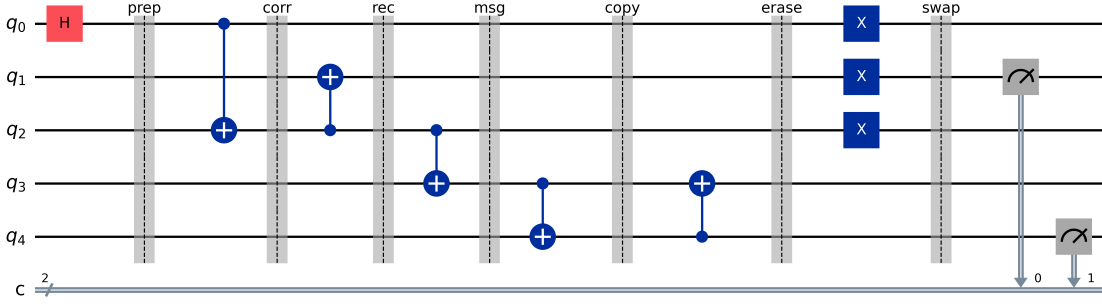 prep corr rec msg copy erase swap
q0 H X
q1 X
q2 X
q3
q4
c 2 0 1